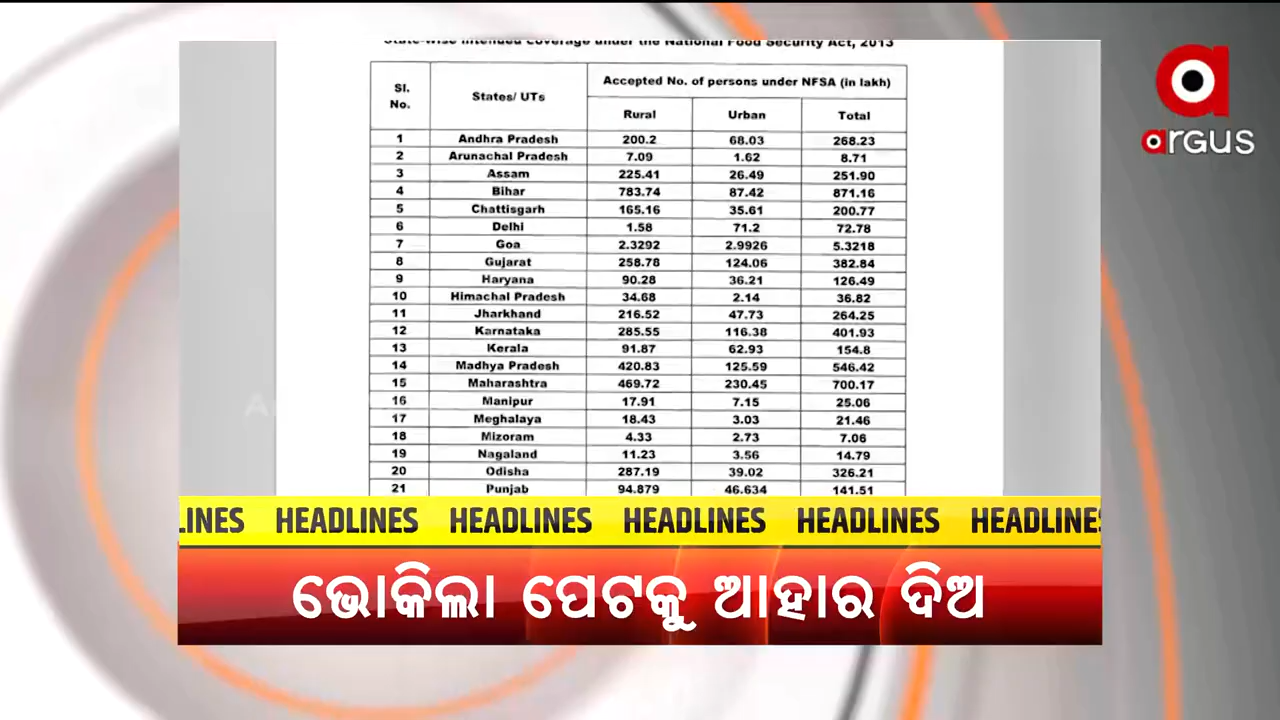 State-wise intended coverage under the National Food Security Act, 2013
Sl. No. States/ UTs Accepted No. of persons under NFSA (in lakh)
Rural Urban Total
1 Andhra Pradesh 200.2 68.03 268.23
2 Arunachal Pradesh 7.09 1.62 8.71
3 Assam 225.41 26.49 251.90
4 Bihar 783.74 87.42 871.16
5 Chattisgarh 165.16 35.61 200.77
6 Delhi 1.58 71.2 72.78
7 Goa 2.3292 2.9926 5.3218
8 Gujarat 258.78 124.06 382.84
9 Haryana 90.28 36.21 126.49
10 Himachal Pradesh 34.68 2.14 36.82
11 Jharkhand 216.52 47.73 264.25
12 Karnataka 285.55 116.38 401.93
13 Kerala 91.87 62.93 154.8
14 Madhya Pradesh 420.83 125.59 546.42
15 Maharashtra 469.72 230.45 700.17
16 Manipur 17.91 7.15 25.06
17 Meghalaya 18.43 3.03 21.46
18 Mizoram 4.33 2.73 7.06
19 Nagaland 11.23 3.56 14.79
20 Odisha 287.19 39.02 326.21
21 Punjab 94.879 46.634 141.51
argus
LINES HEADLINES HEADLINES HEADLINES HEADLINES HEADLINES
ଭୋକିଲା ପେଟକୁ ଆହାର ଦିଅ